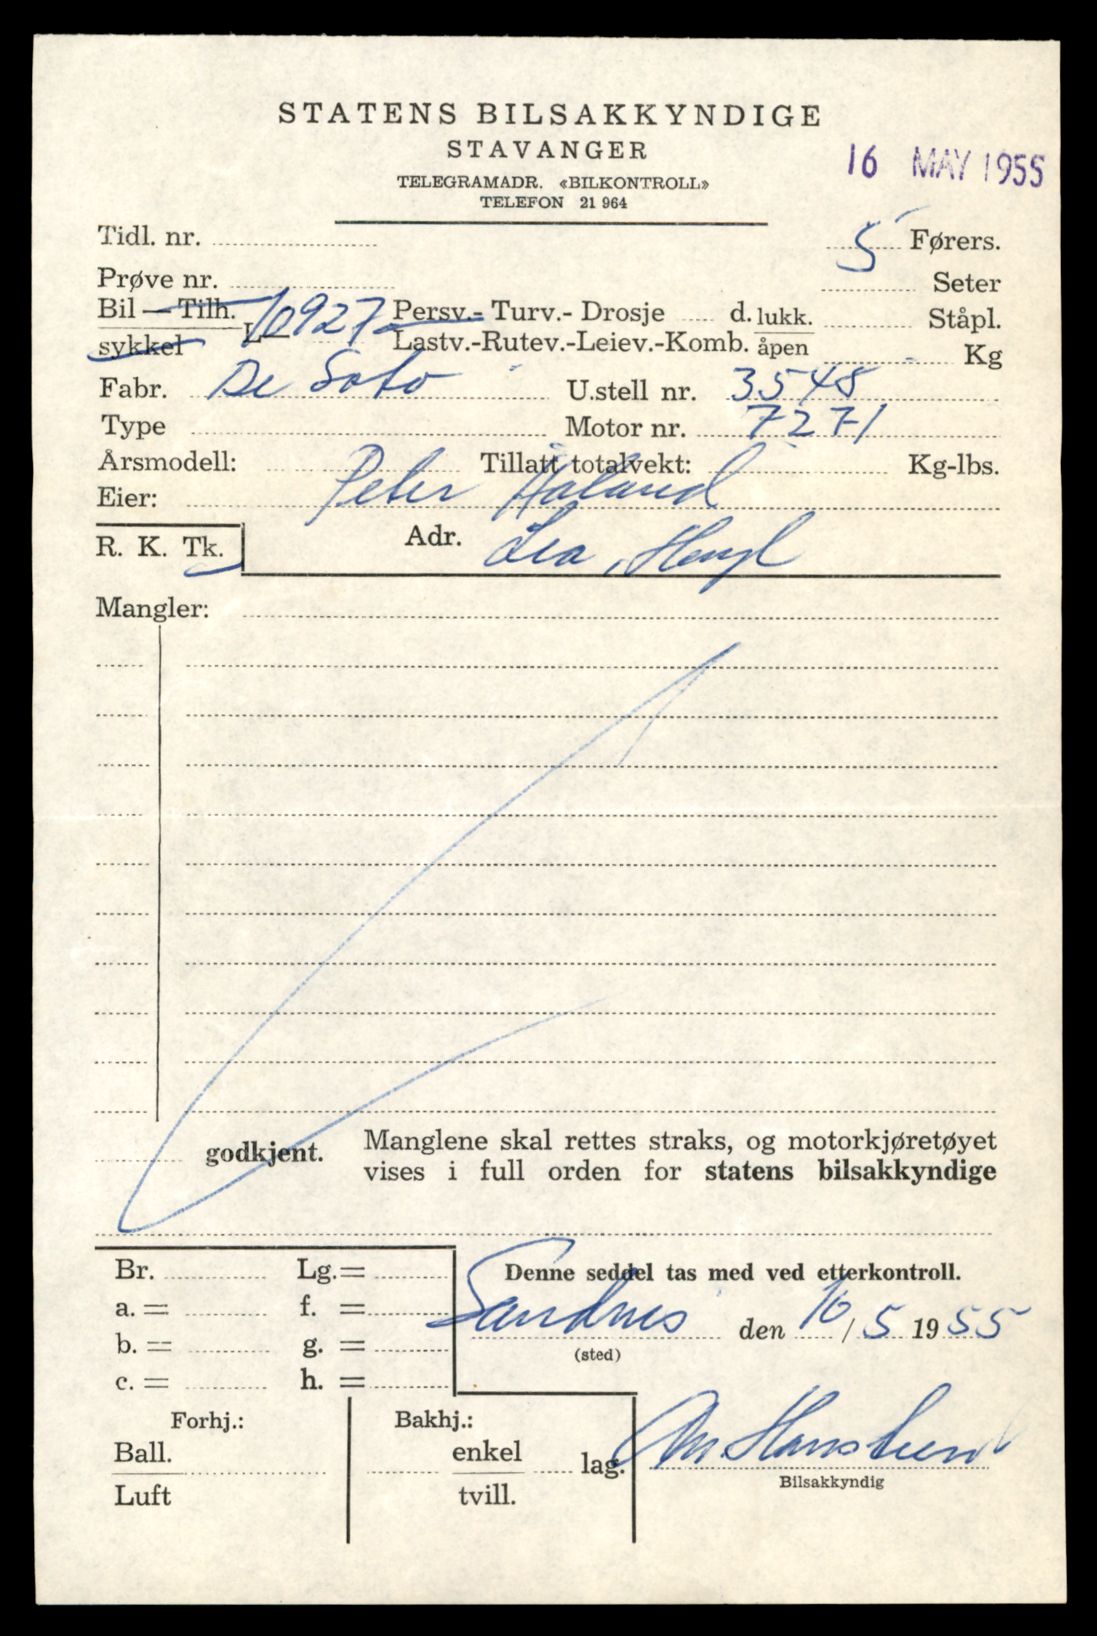 STATENS BILSAKKYNDIGE
STAVANGER
TELEGRAMADR. «BILKONTROLL»
TELEFON 21 964
16 MAY 1955
Tidl. nr. 5 Førers.
Prøve nr. Seter
Bil — Tilh. L— 10927 Persv.- Turv.- Drosje d. lukk. Ståpl.
sykkel Lastv.-Rutev.-Leiev.-Komb. åpen Kg
Fabr. De Soto U.stell nr. 3548
Type Motor nr. 7271
Årsmodell: Tillatt totalvekt: Kg-lbs.
Eier: Peter Håland
R. K. Tk. Adr. Lea,
Mangler:
godkjent. Manglene skal rettes straks, og motorkjøretøyet
vises i full orden for statens bilsakkyndige
Br. Lg.= Denne seddel tas med ved etterkontroll.
a. = f. = Sandnes den 10/5 1955
b. = g. = (sted)
c. = h. =
Forhj.: Bakhj.:
Ball. enkel lag.
Luft tvill.
Bilsakkyndig